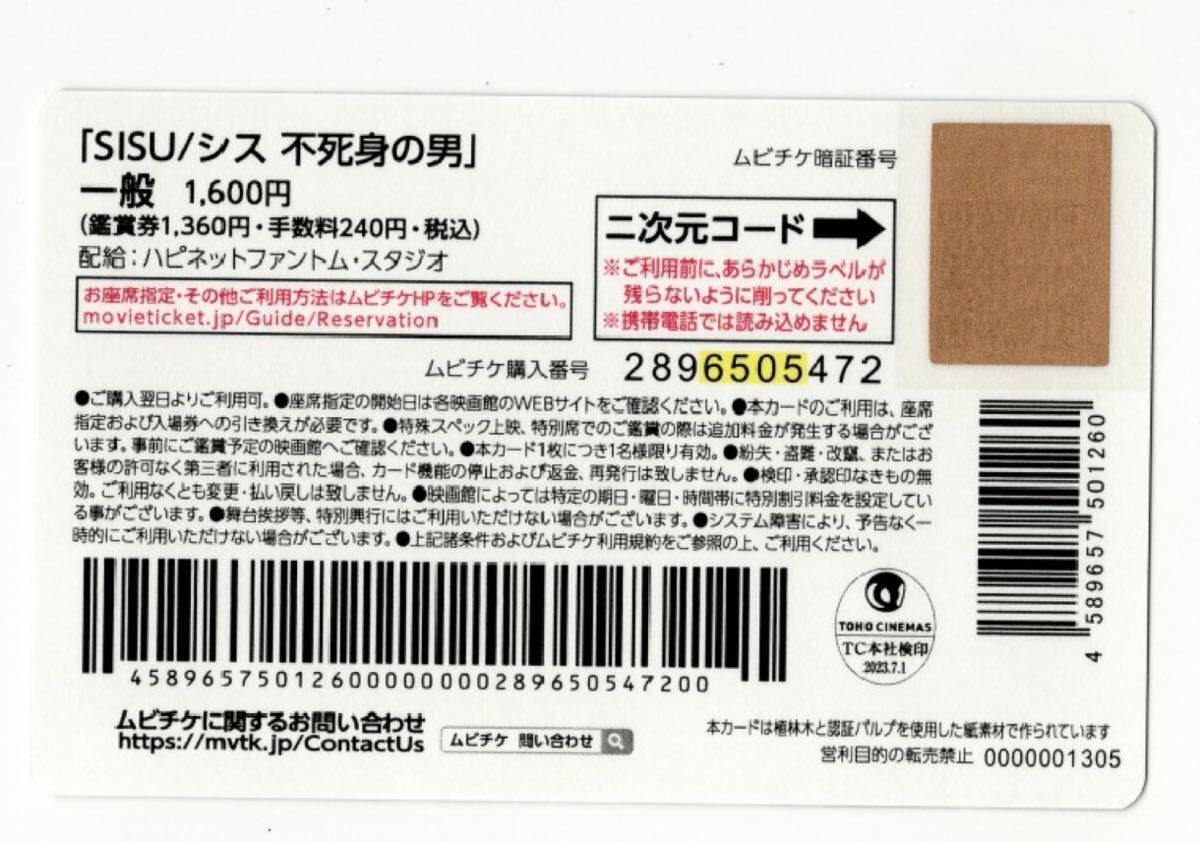 「SISU/シス 不死身の男」
一般 1,600円
(鑑賞券1,360円・手数料240円・税込)
配給:ハピネットファントム・スタジオ
お座席指定・その他ご利用方法はムビチケHPをご覧ください。
movieticket.jp/Guide/Reservation
ムビチケ暗証番号
二次元コード
※ご利用前に、あらかじめラベルが
残らないように削ってください
※携帯電話では読み込めません
ムビチケ購入番号 2896505472
●ご購入翌日よりご利用可。●座席指定の開始日は各映画館のWEBサイトをご確認ください。●本カードのご利用は、座席
指定および入場券への引き換えが必要です。●特殊スペック上映、特別席でのご鑑賞の際は追加料金が発生する場合がござ
います。事前にご鑑賞予定の映画館へご確認ください。●本カード1枚につき1名様限り有効。●紛失・盗難・改竄、またはお
客様の許可なく第三者に利用された場合、カード機能の停止および返金、再発行は致しません。●検印・承認印なきもの無
効。ご利用なくとも変更・払い戻しは致しません。●映画館によっては特定の期日・曜日・時間帯に特別割引料金を設定してい
る事がございます。●舞台挨拶等、特別興行にはご利用いただけない場合がございます。●システム障害により、予告なく一
時的にご利用いただけない場合がございます。●上記諸条件およびムビチケ利用規約をご参照の上、ご利用ください。
458965750126000000000289650547200
TOHO CINEMAS
TC本社検印
2023.7.1
4 589657 501260
ムビチケに関するお問い合わせ
https://mvtk.jp/ContactUs
ムビチケ 問い合わせ
本カードは植林木と認証パルプを使用した紙素材で作られています
営利目的の転売禁止 0000001305